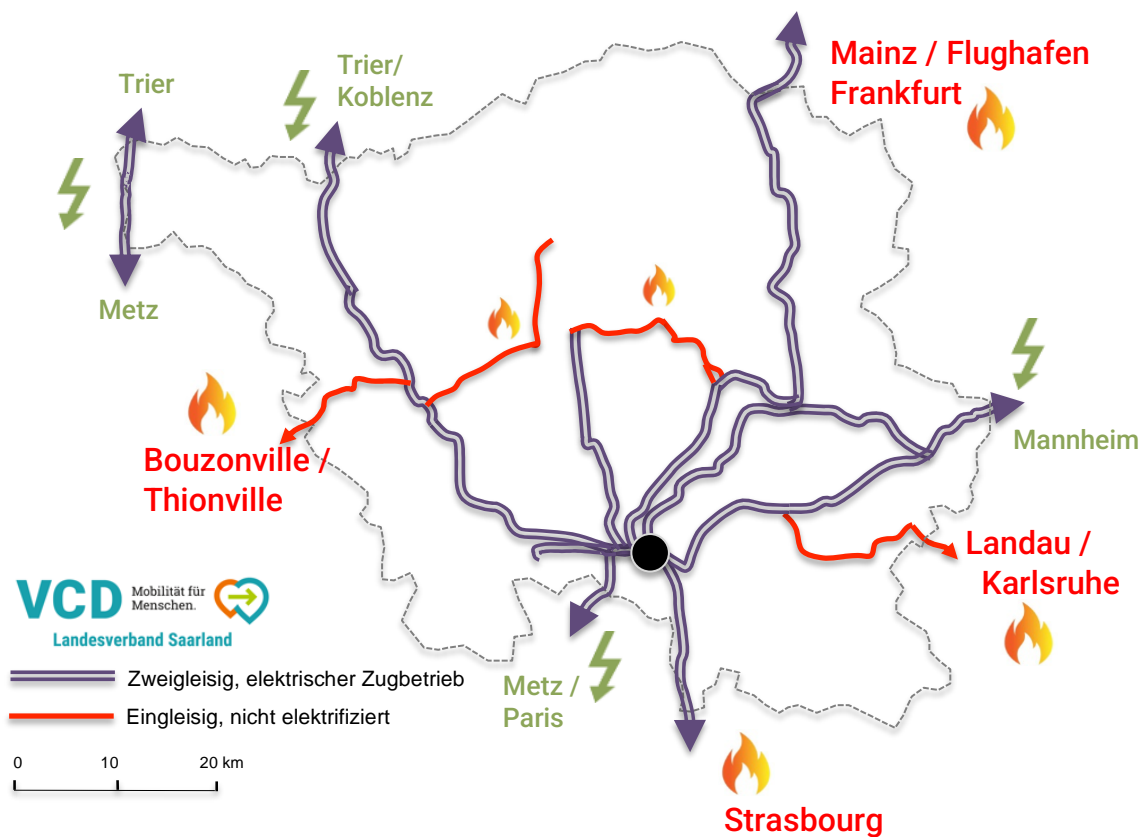 Mainz / Flughafen
Frankfurt
Trier/
Koblenz
Trier
Metz
Mannheim
Bouzonville /
Thionville
Landau /
Karlsruhe
VCD Mobilität für
Menschen.
Landesverband Saarland
Zweigleisig, elektrischer Zugbetrieb
Metz /
Paris
Eingleisig, nicht elektrifiziert
0 10 20 km
Strasbourg